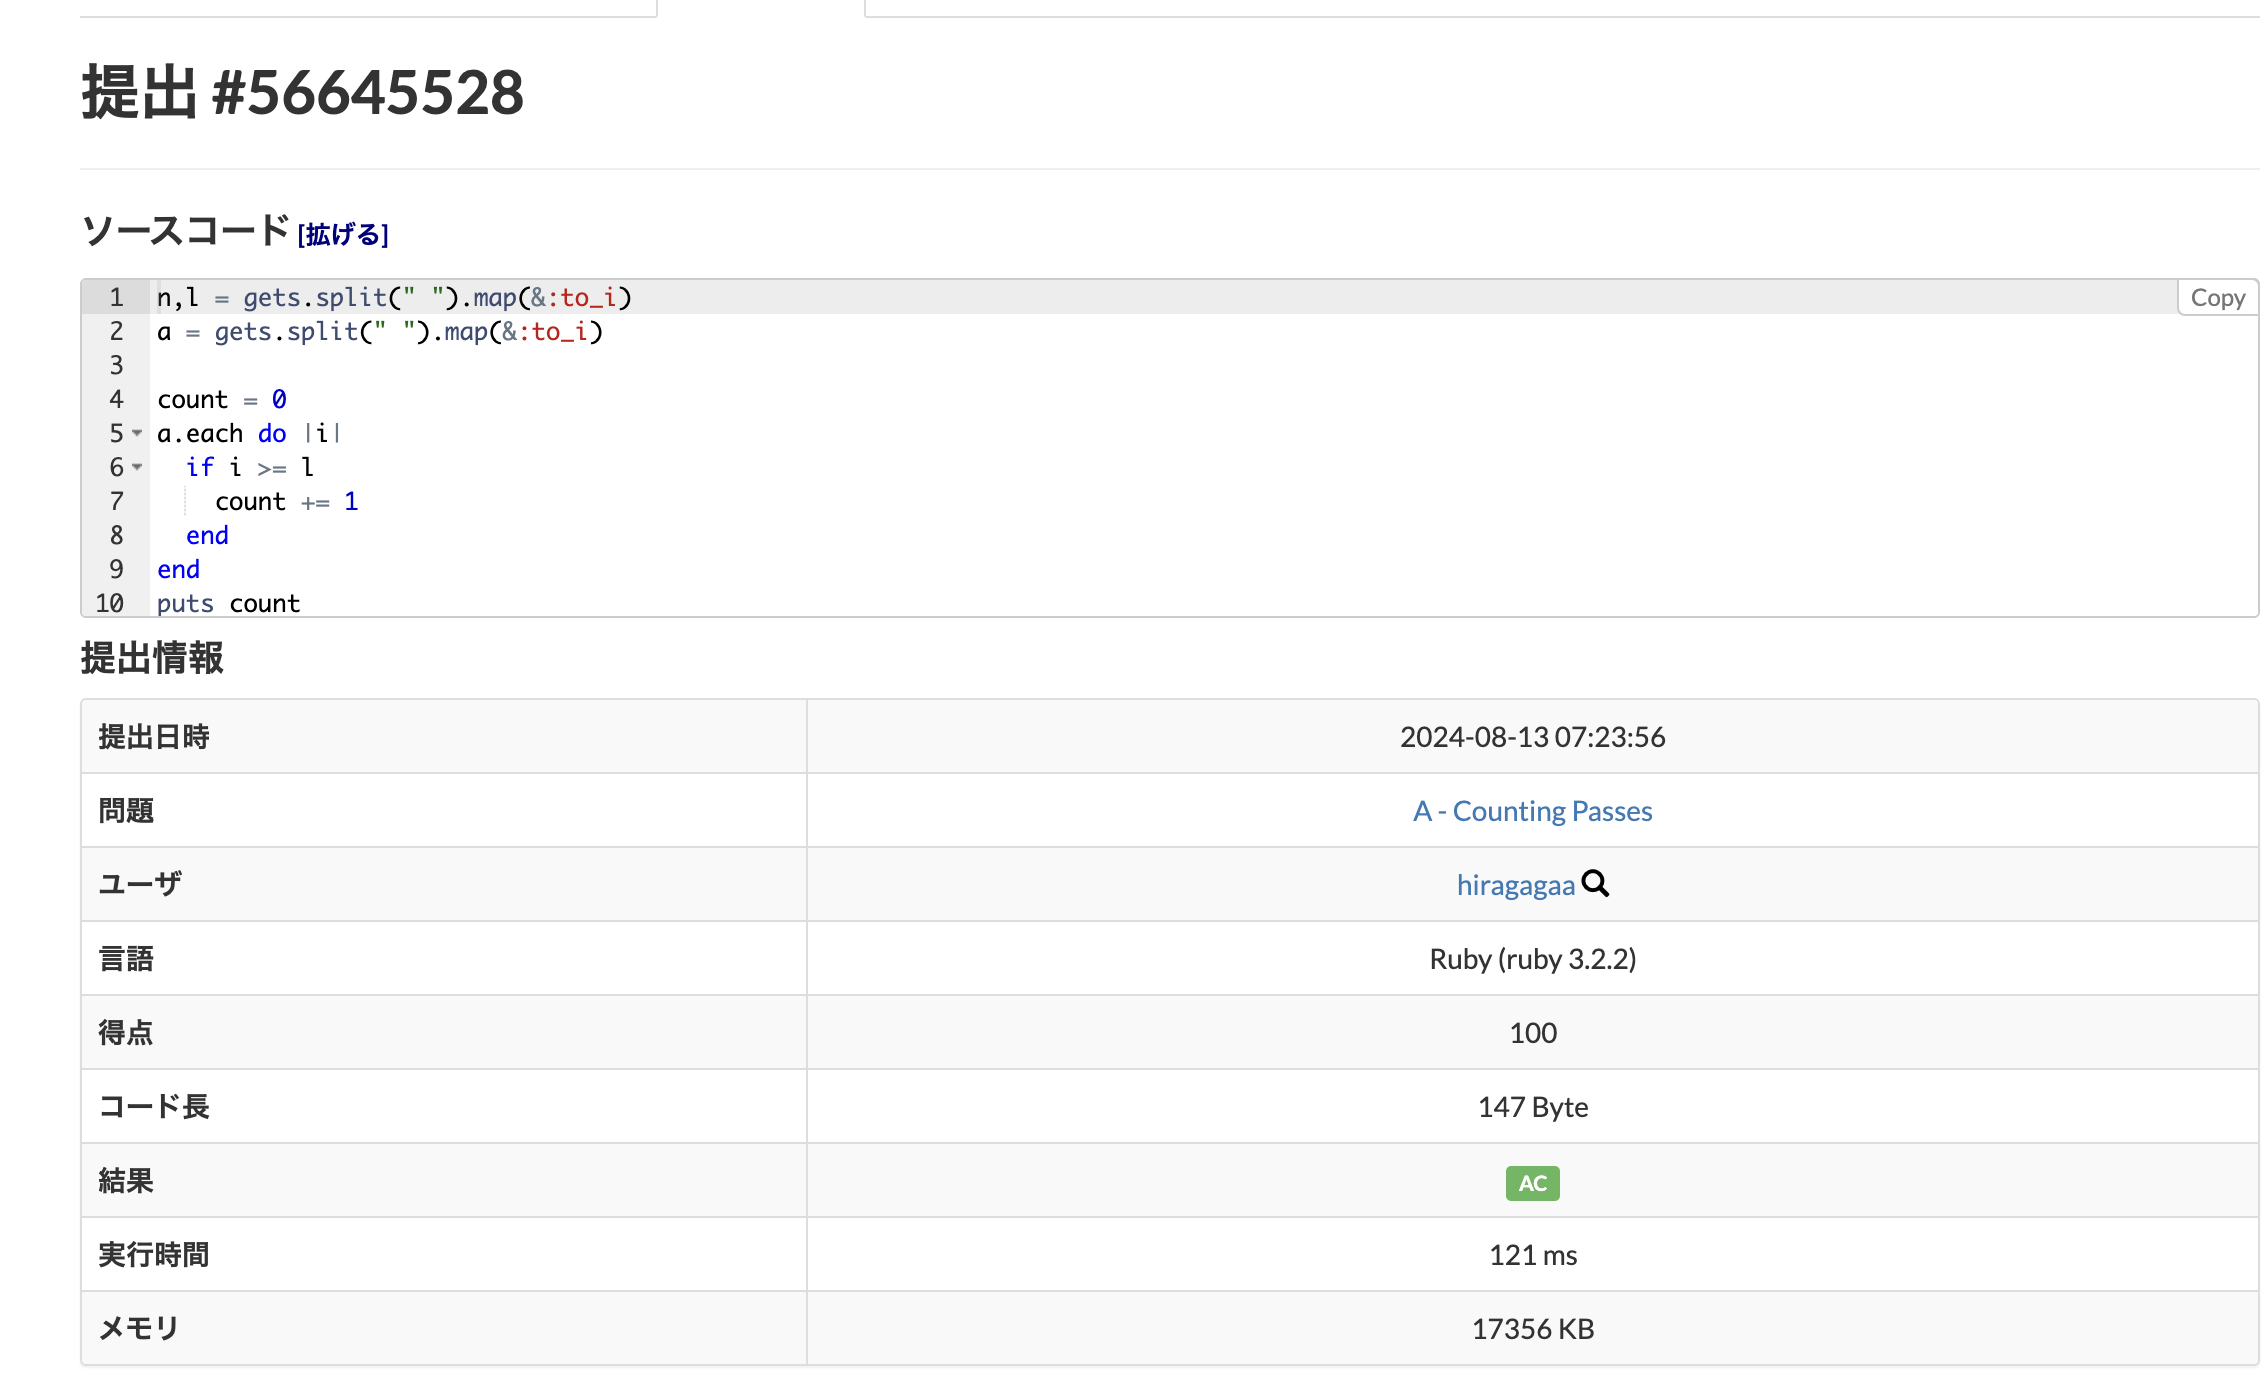 提出 #56645528
ソースコード [拡げる]
Copy
1 n,l = gets.split(" ").map(&:to_i)
2 a = gets.split(" ").map(&:to_i)
3
4 count = 0
5 a.each do |i|
6   if i >= l
7     count += 1
8   end
9 end
10 puts count
提出情報
提出日時 2024-08-13 07:23:56
問題 A - Counting Passes
ユーザ hiragagaa
言語 Ruby (ruby 3.2.2)
得点 100
コード長 147 Byte
結果 AC
実行時間 121 ms
メモリ 17356 KB